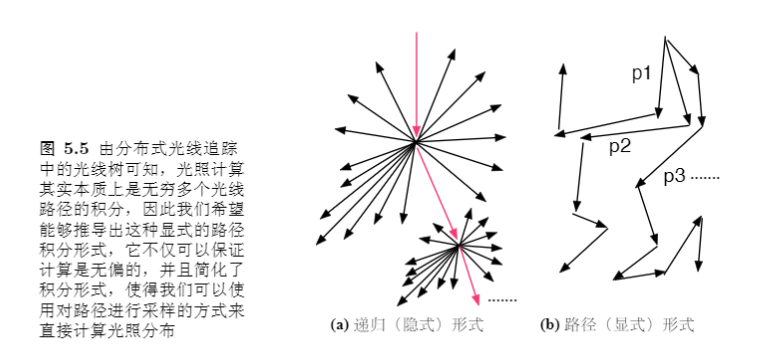 图 5.5 由分布式光线追踪
中的光线树可知，光照计算
其实本质上是无穷多个光线
路径的积分，因此我们希望
能够推导出这种显式的路径
积分形式，它不仅可以保证
计算是无偏的，并且简化了
积分形式，使得我们可以使
用对路径进行采样的方式来
直接计算光照分布
.......
(a) 递归（隐式）形式
p1
p2
p3 .......
(b) 路径（显式）形式